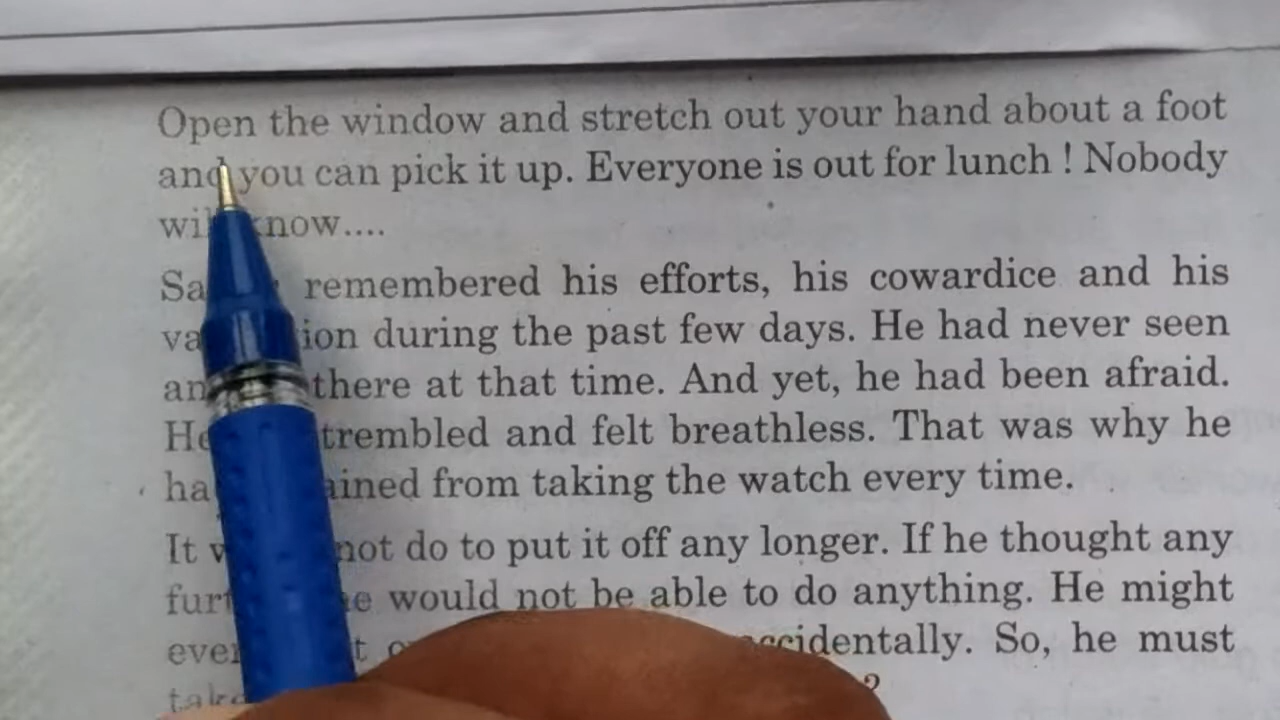 Open the window and stretch out your hand about a foot
and you can pick it up. Everyone is out for lunch ! Nobody
will know....
remembered his efforts, his cowardice and his
during the past few days. He had never seen
there at that time. And yet, he had been afraid.
He trembled and felt breathless. That was why he
from taking the watch every time.
It not do to put it off any longer. If he thought any
would not be able to do anything. He might
accidentally. So, he must